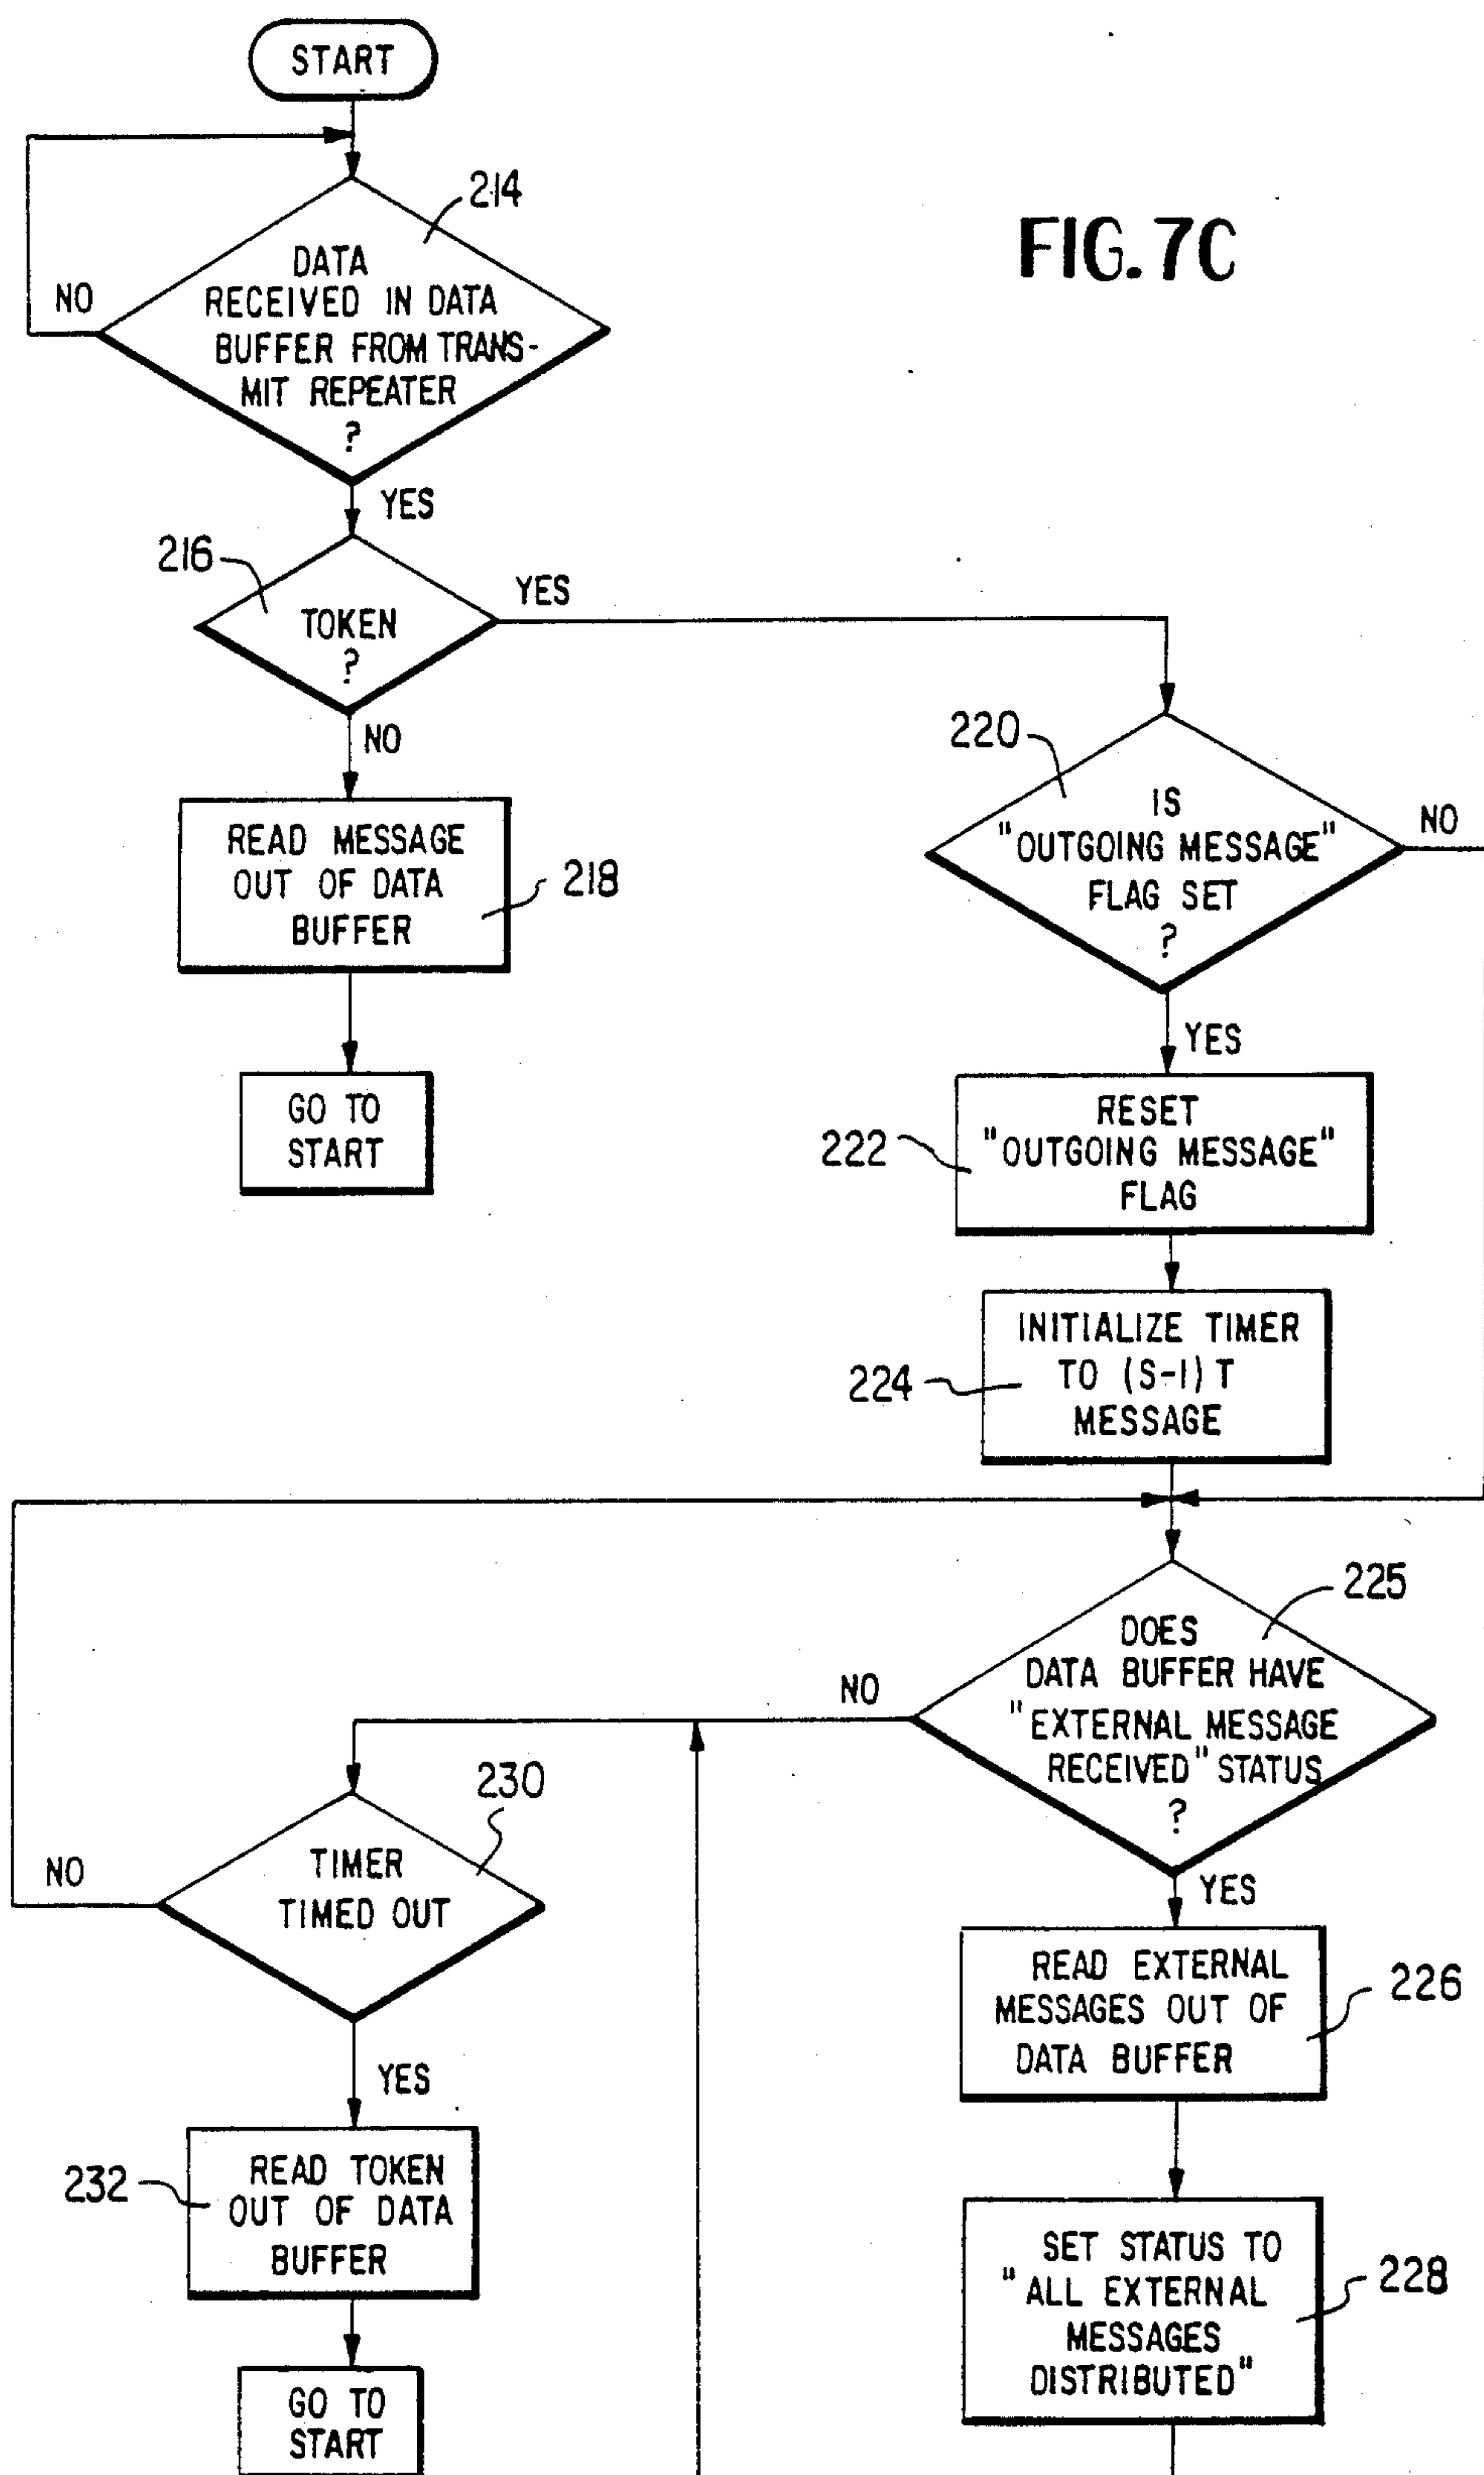 START
214
FIG. 7C
DATA
RECEIVED IN DATA
BUFFER FROM TRANS-
MIT REPEATER
?
NO
YES
216
TOKEN
?
YES
NO
220
IS
"OUTGOING MESSAGE"
FLAG SET
?
NO
READ MESSAGE
OUT OF DATA
BUFFER
218
YES
GO TO
START
222
RESET
"OUTGOING MESSAGE"
FLAG
224
INITIALIZE TIMER
TO (S-1) T
MESSAGE
225
DOES
DATA BUFFER HAVE
"EXTERNAL MESSAGE
RECEIVED" STATUS
?
NO
YES
230
TIMER
TIMED OUT
NO
YES
READ EXTERNAL
MESSAGES OUT OF
DATA BUFFER
226
232
READ TOKEN
OUT OF DATA
BUFFER
SET STATUS TO
"ALL EXTERNAL
MESSAGES
DISTRIBUTED"
228
GO TO
START